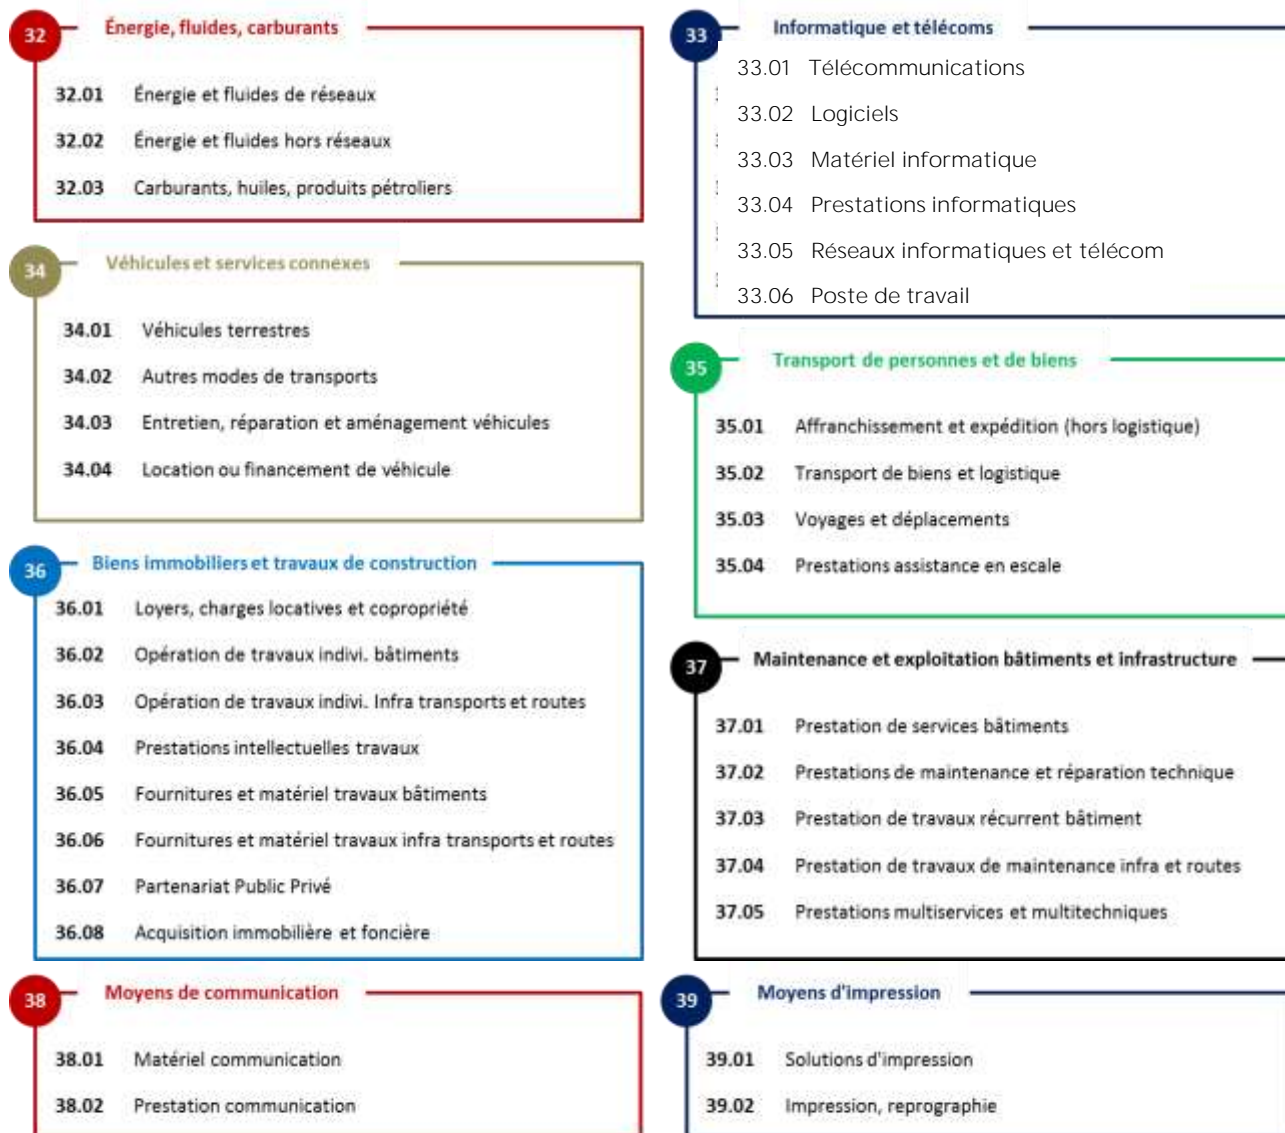 32 Énergie, fluides, carburants
32.01 Énergie et fluides de réseaux
32.02 Énergie et fluides hors réseaux
32.03 Carburants, huiles, produits pétroliers
33 Informatique et télécoms
33.01 Télécommunications
33.02 Logiciels
33.03 Matériel informatique
33.04 Prestations informatiques
33.05 Réseaux informatiques et télécom
33.06 Poste de travail
34 Véhicules et services connexes
34.01 Véhicules terrestres
34.02 Autres modes de transports
34.03 Entretien, réparation et aménagement véhicules
34.04 Location ou financement de véhicule
35 Transport de personnes et de biens
35.01 Affranchissement et expédition (hors logistique)
35.02 Transport de biens et logistique
35.03 Voyages et déplacements
35.04 Prestations assistance en escale
36 Biens immobiliers et travaux de construction
36.01 Loyers, charges locatives et copropriété
36.02 Opération de travaux indivi. bâtiments
36.03 Opération de travaux indivi. Infra transports et routes
36.04 Prestations intellectuelles travaux
36.05 Fournitures et matériel travaux bâtiments
36.06 Fournitures et matériel travaux infra transports et routes
36.07 Partenariat Public Privé
36.08 Acquisition immobilière et foncière
37 Maintenance et exploitation bâtiments et infrastructure
37.01 Prestation de services bâtiments
37.02 Prestations de maintenance et réparation technique
37.03 Prestation de travaux récurrent bâtiment
37.04 Prestation de travaux de maintenance infra et routes
37.05 Prestations multiservices et multitechniques
38 Moyens de communication
38.01 Matériel communication
38.02 Prestation communication
39 Moyens d'impression
39.01 Solutions d'impression
39.02 Impression, reprographie